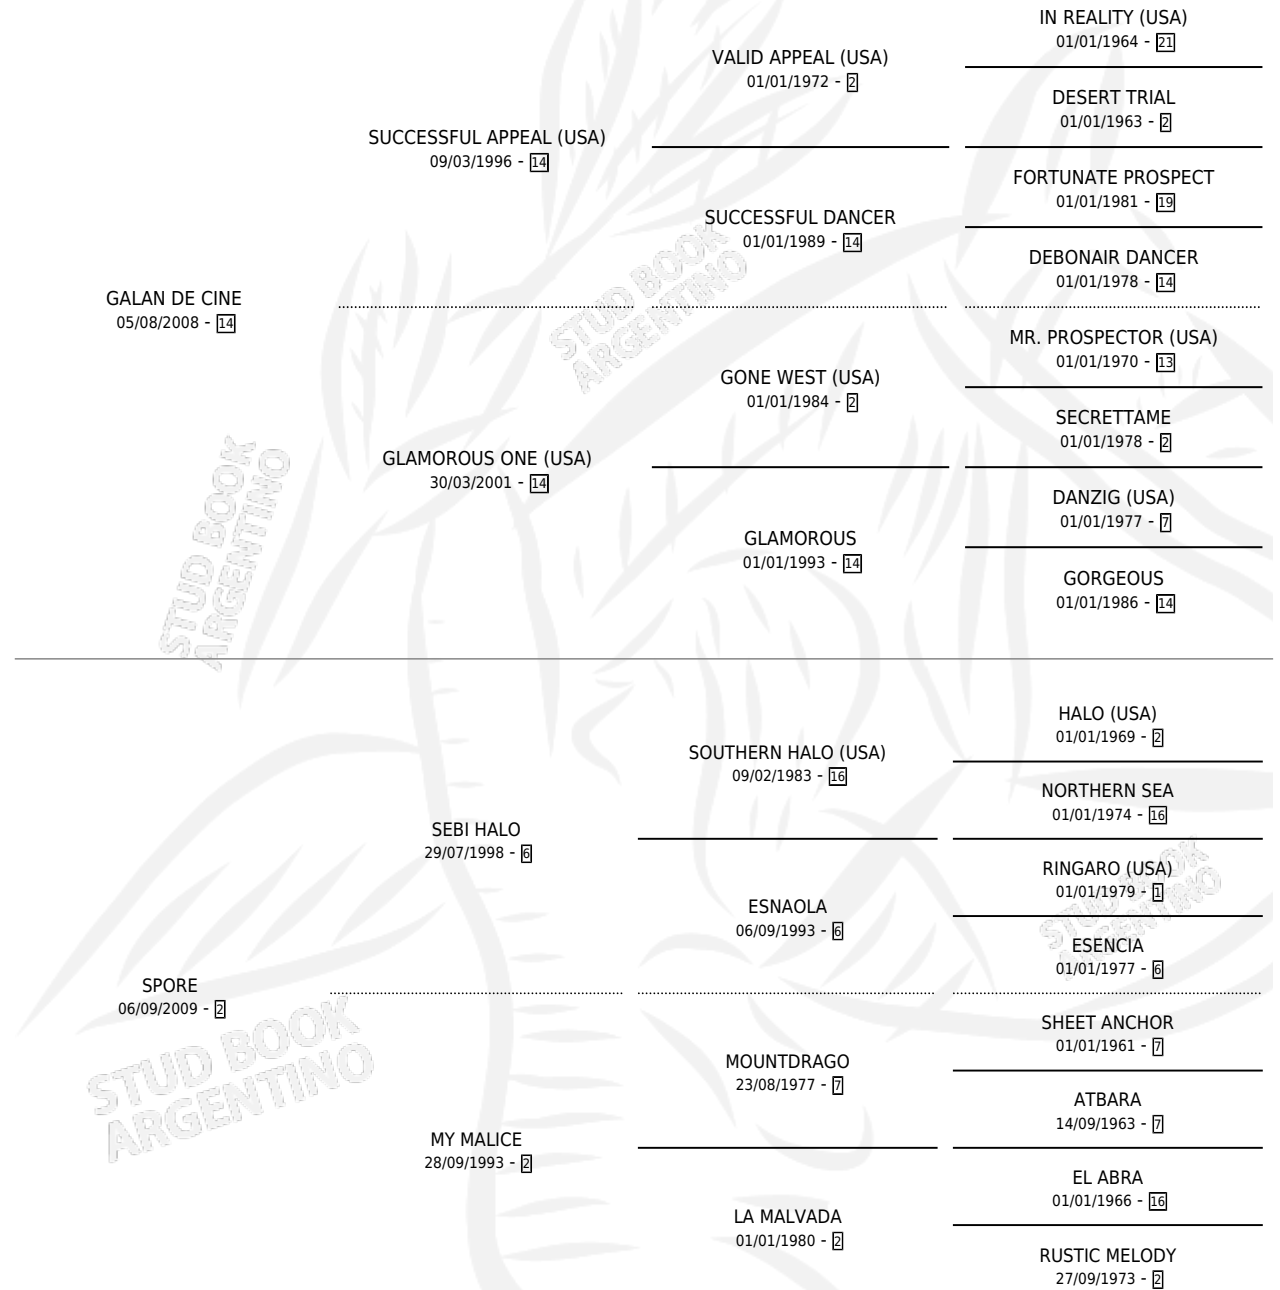 IN REALITY (USA)
01/01/1964 - 21
VALID APPEAL (USA)
01/01/1972 - 2
DESERT TRIAL
01/01/1963 - 2
SUCCESSFUL APPEAL (USA)
09/03/1996 - 14
FORTUNATE PROSPECT
01/01/1981 - 19
SUCCESSFUL DANCER
01/01/1989 - 14
DEBONAIR DANCER
01/01/1978 - 14
GALAN DE CINE
05/08/2008 - 14
MR. PROSPECTOR (USA)
01/01/1970 - 13
GONE WEST (USA)
01/01/1984 - 2
SECRETTAME
01/01/1978 - 2
GLAMOROUS ONE (USA)
30/03/2001 - 14
DANZIG (USA)
01/01/1977 - 7
GLAMOROUS
01/01/1993 - 14
GORGEOUS
01/01/1986 - 14
HALO (USA)
01/01/1969 - 2
SOUTHERN HALO (USA)
09/02/1983 - 16
NORTHERN SEA
01/01/1974 - 16
SEBI HALO
29/07/1998 - 6
RINGARO (USA)
01/01/1979 - 1
ESNAOLA
06/09/1993 - 6
ESENCIA
01/01/1977 - 6
SPORE
06/09/2009 - 2
SHEET ANCHOR
01/01/1961 - 7
MOUNTDRAGO
23/08/1977 - 7
ATBARA
14/09/1963 - 7
MY MALICE
28/09/1993 - 2
EL ABRA
01/01/1966 - 16
LA MALVADA
01/01/1980 - 2
RUSTIC MELODY
27/09/1973 - 2
STUD BOOK
ARGENTINO
STUD BOOK
ARGENTINO
STUD BOOK
ARGENTINO
STUD BOOK
ARGENTINO